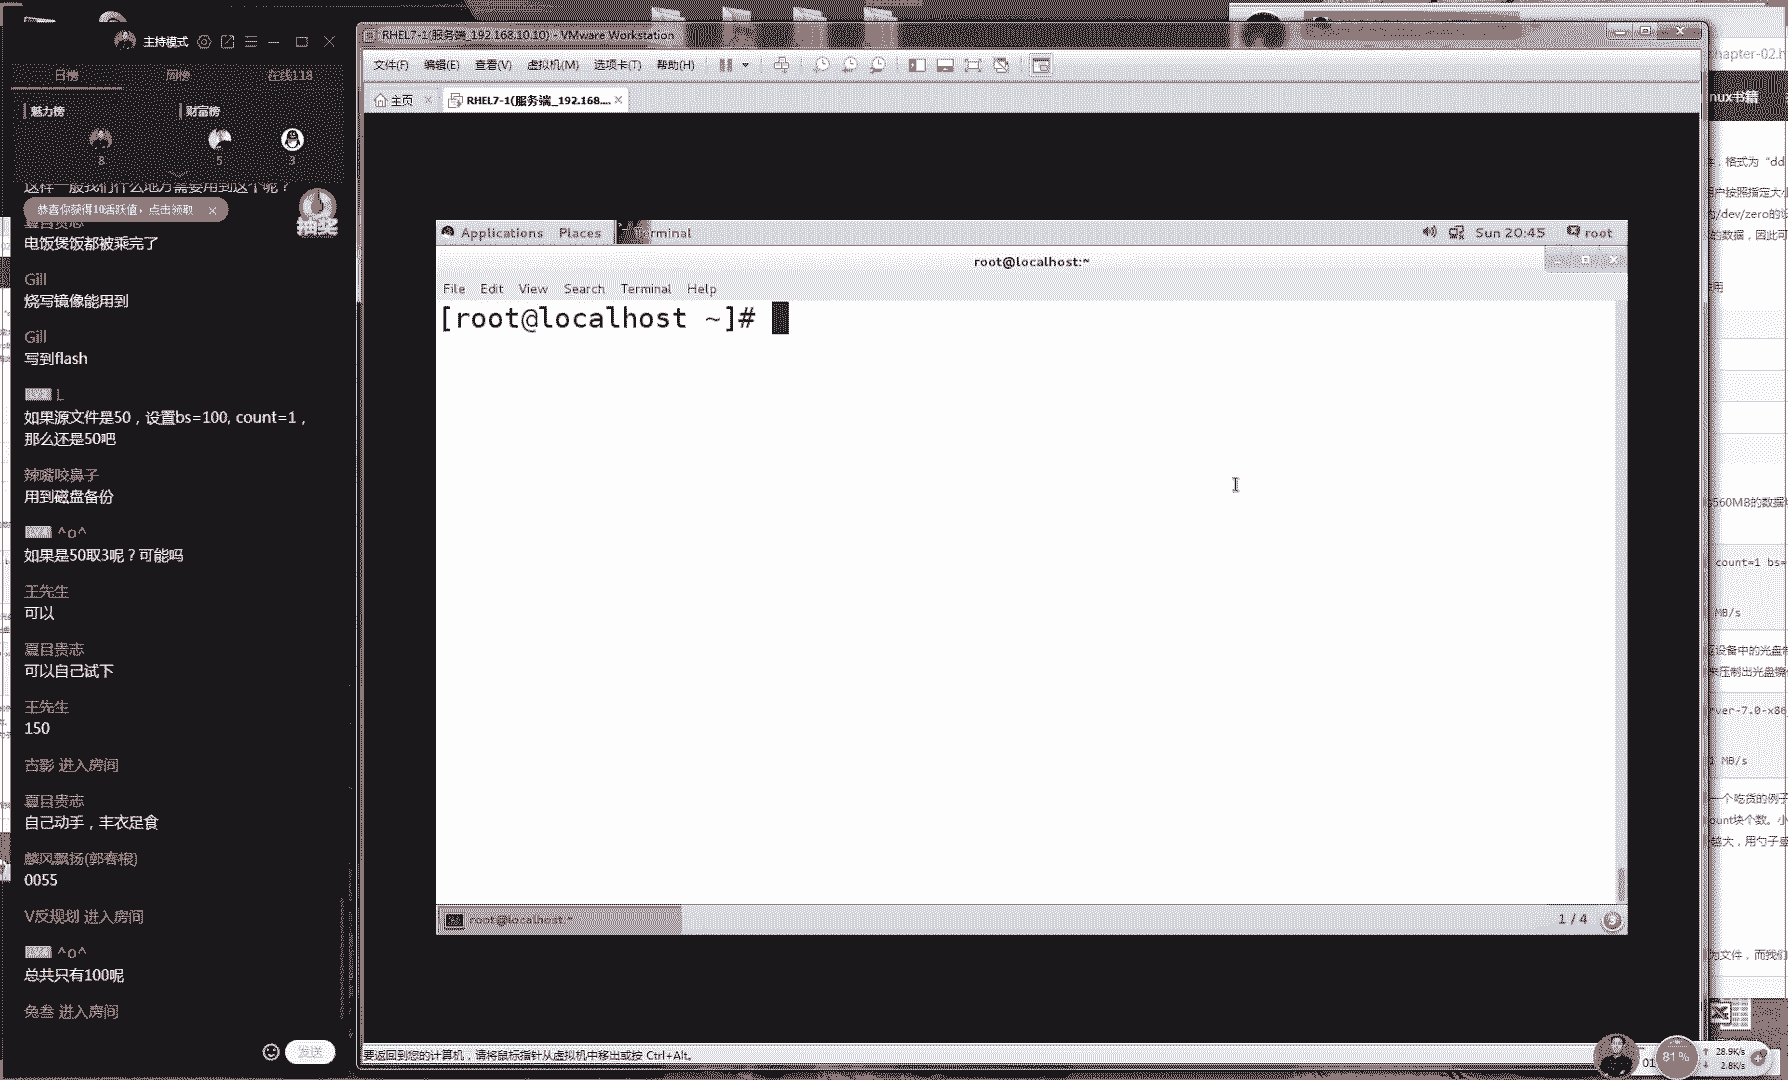 主持模式
日榜
周榜
在线118
魅力榜
财富榜
8
5
3
这样一般我们什么地方需要用到这个呢？
恭喜你获得10活跃值，点击领取
抽奖
夏目贵志
电饭煲饭都被乘完了
Gill
烧写镜像能用到
Gill
写到flash
L
如果源文件是50，设置bs=100, count=1，
那么还是50吧
辣嘴咬鼻子
用到磁盘备份
^o^
如果是50取3呢？可能吗
王先生
可以
夏目贵志
可以自己试下
王先生
150
古影 进入房间
夏目贵志
自己动手，丰衣足食
麟风飘扬(郭春根)
0055
V反规划 进入房间
^o^
总共只有100呢
兔叁 进入房间
发送
RHEL7-1(服务端_192.168.10.10) - VMware Workstation
文件(F) 编辑(E) 查看(V) 虚拟机(M) 选项卡(T) 帮助(H)
主页
RHEL7-1(服务端_192.168....
Applications Places Terminal
Sun 20:45 root
root@localhost:~
File Edit View Search Terminal Help
[root@localhost ~]#
root@localhost:~
1 / 4
要返回到您的计算机，请将鼠标指针从虚拟机中移出或按 Ctrl+Alt。
hapter-02.h
nux书籍
，格式为“dd
用户按照指定大小
/dev/zero的
的数据，因此可
用
560MB的数据
count=1 bs=
MB/s
设备中的光盘
来压制出光盘镜
ver-7.0-x86
MB/s
一个吃货的例子
ount块个数。小
越大，用勺子
为文件，而我们
01
81%
28.9K/s
2.8K/s